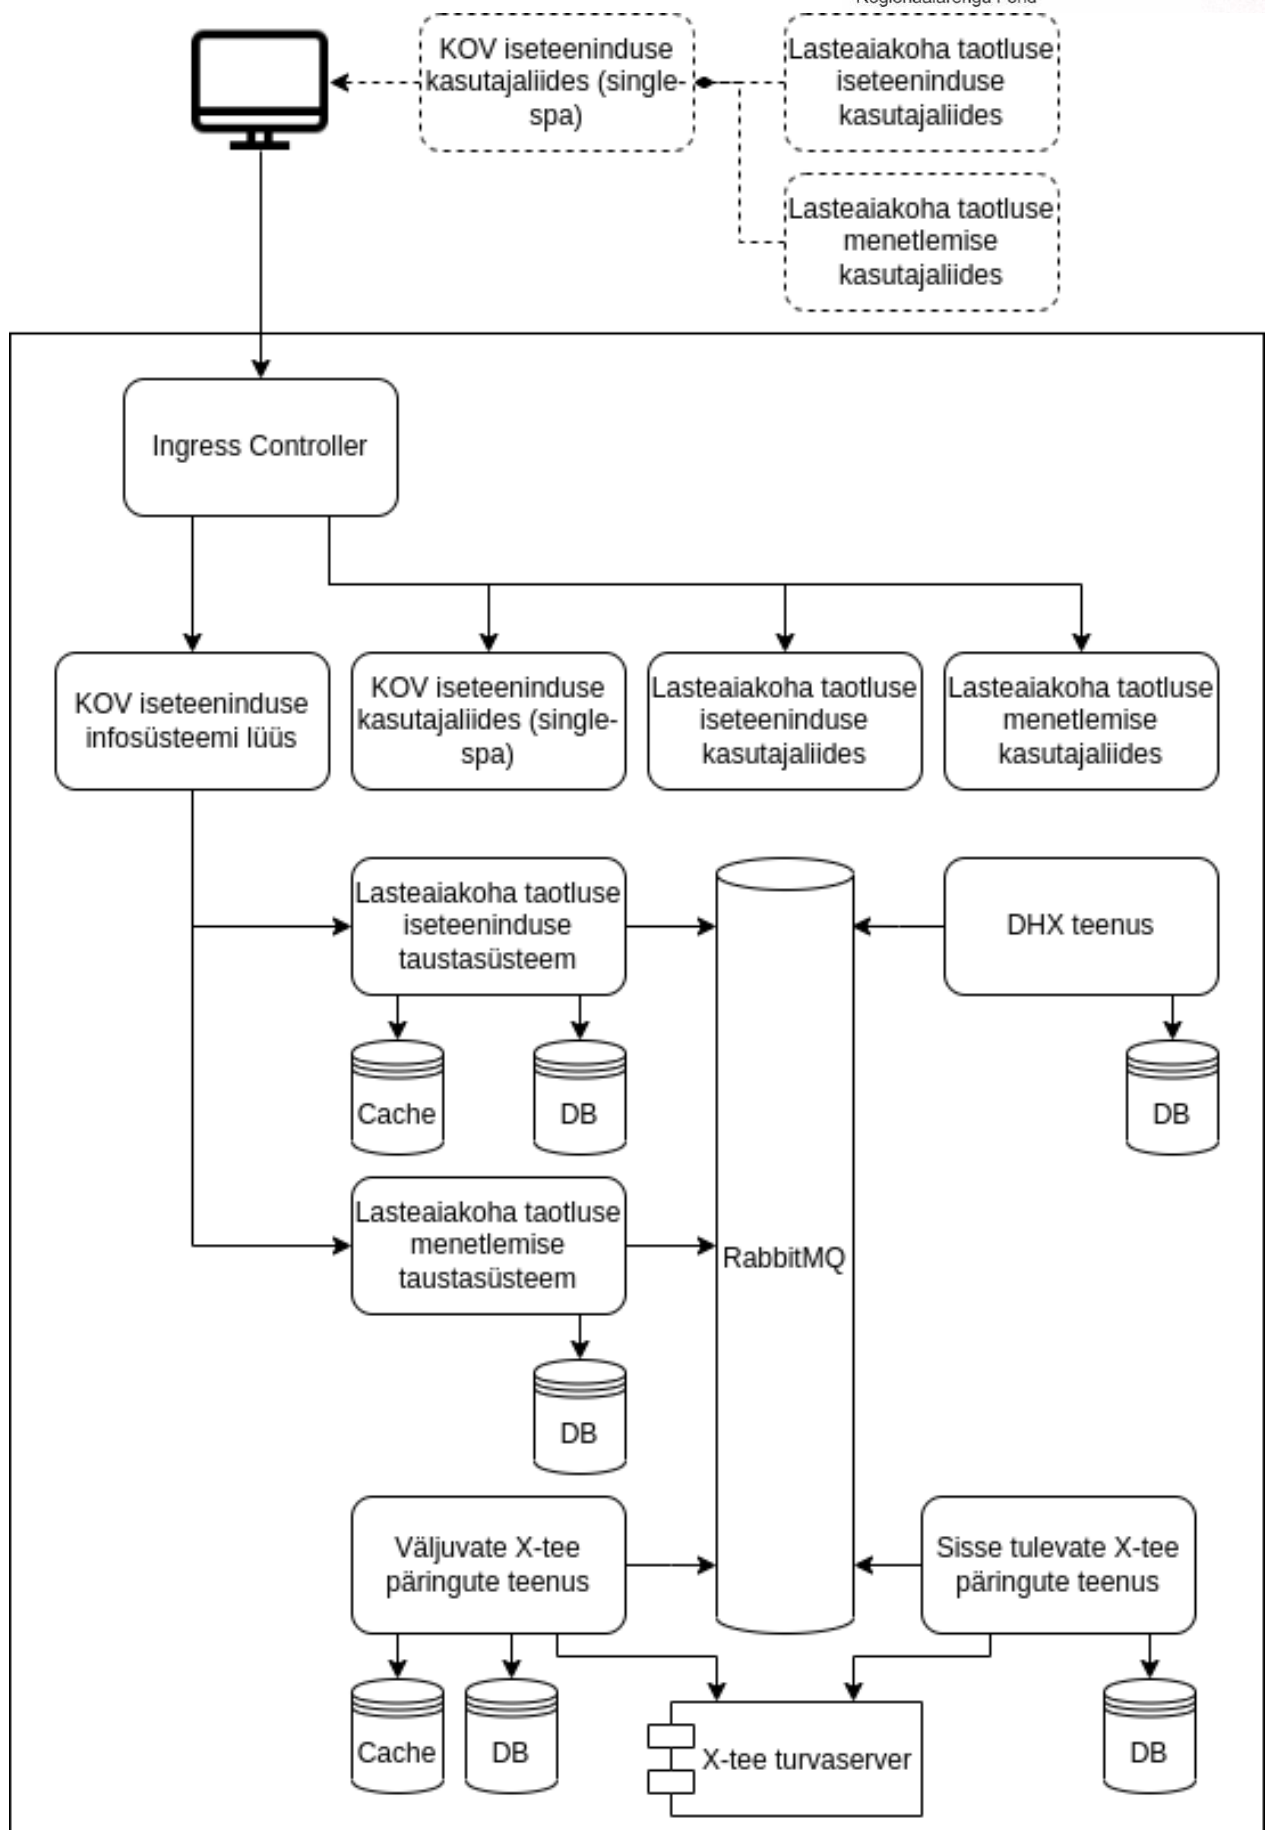 Regionaalarengu Fond
KOV iseteeninduse
kasutajaliides (single-
spa)
Lasteaiakoha taotluse
iseteeninduse
kasutajaliides
Lasteaiakoha taotluse
menetlemise
kasutajaliides
Ingress Controller
KOV iseteeninduse
infosüsteemi lüüs
KOV iseteeninduse
kasutajaliides (single-
spa)
Lasteaiakoha taotluse
iseteeninduse
kasutajaliides
Lasteaiakoha taotluse
menetlemise
kasutajaliides
Lasteaiakoha taotluse
iseteeninduse
taustasüsteem
DHX teenus
Cache
DB
DB
Lasteaiakoha taotluse
menetlemise
taustasüsteem
RabbitMQ
DB
Väljuvate X-tee
päringute teenus
Sisse tulevate X-tee
päringute teenus
Cache
DB
X-tee turvaserver
DB